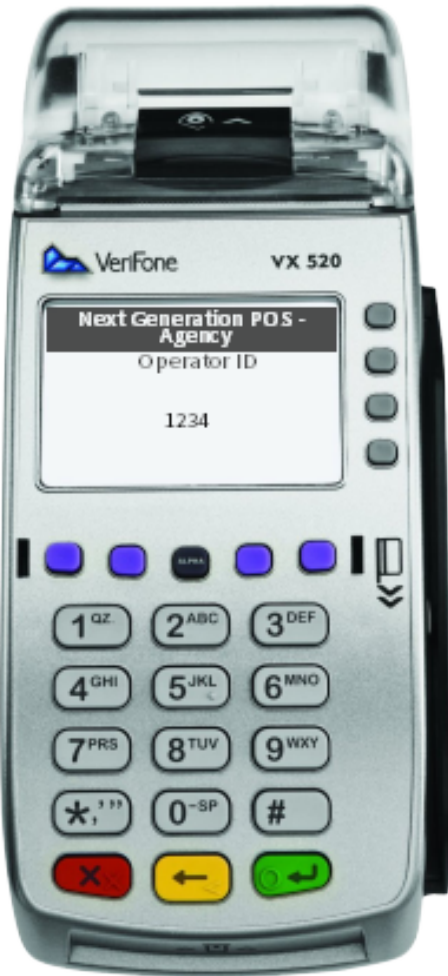 VeriFone
VX 520
Next Generation POS -
Agency
Operator ID
1234
ALPHA
1 QZ.
2 ABC
3 DEF
4 GHI
5 JKL
6 MNO
7 PRS
8 TUV
9 WXY
*,'"
0 -SP
#